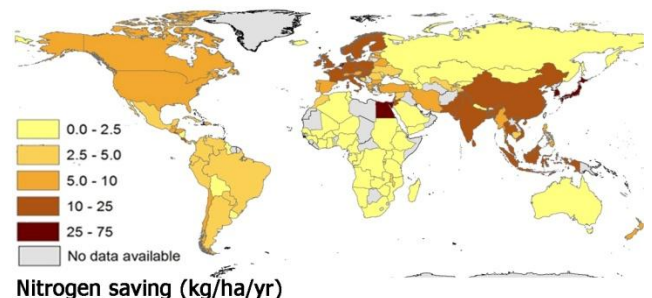 0.0 - 2.5
2.5 - 5.0
5.0 - 10
10 - 25
25 - 75
No data available
Nitrogen saving (kg/ha/yr)